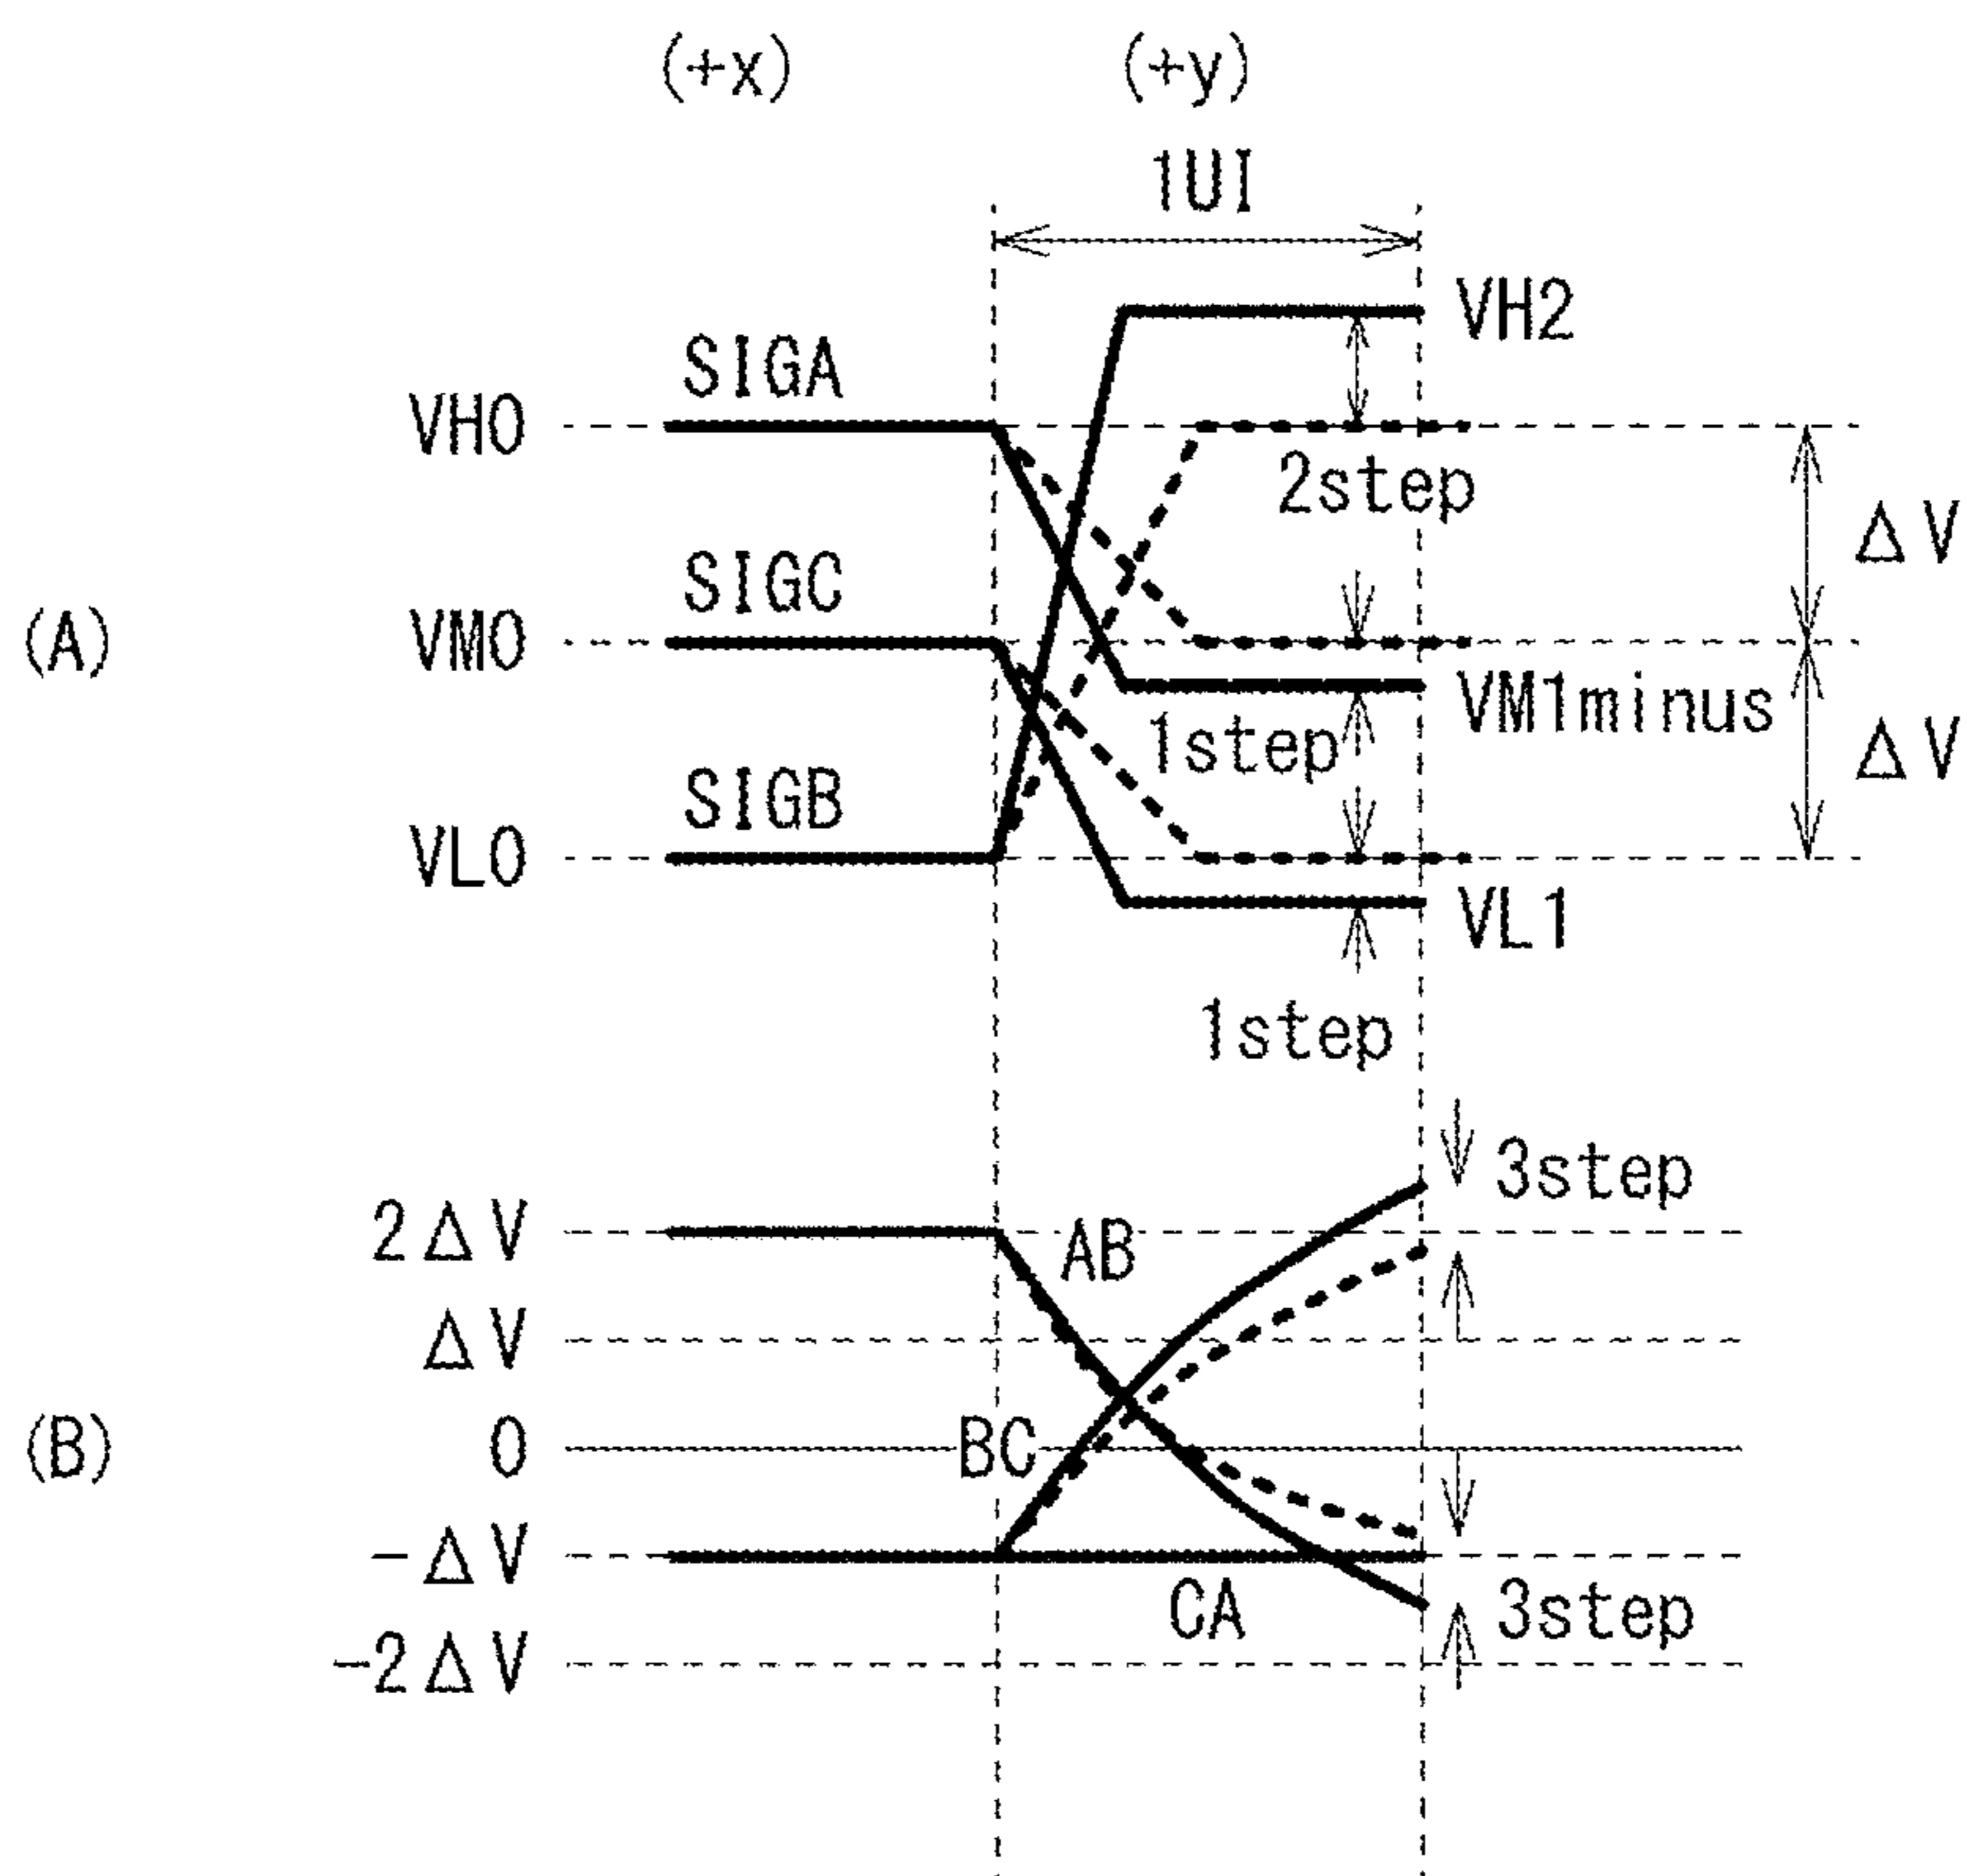 (+x) (+y)
1UI
VH2
SIGA
VH0
2step
ΔV
SIGC
(A) VM0
VM1minus
1step
ΔV
SIGB
VL0
VL1
1step
3step
2ΔV
AB
ΔV
(B) 0 BC
-ΔV
CA
3step
-2ΔV